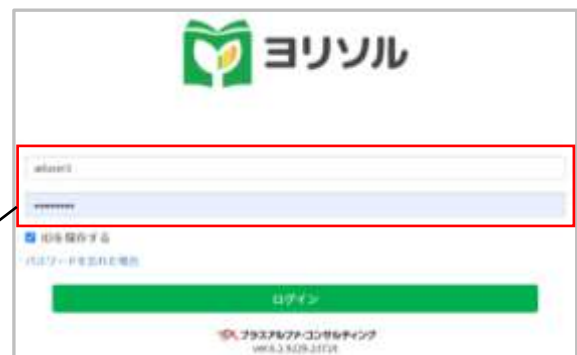 ヨリソル
IDを保存する
パスワードを忘れた場合
ログイン
プラスアルファ・コンサルティング